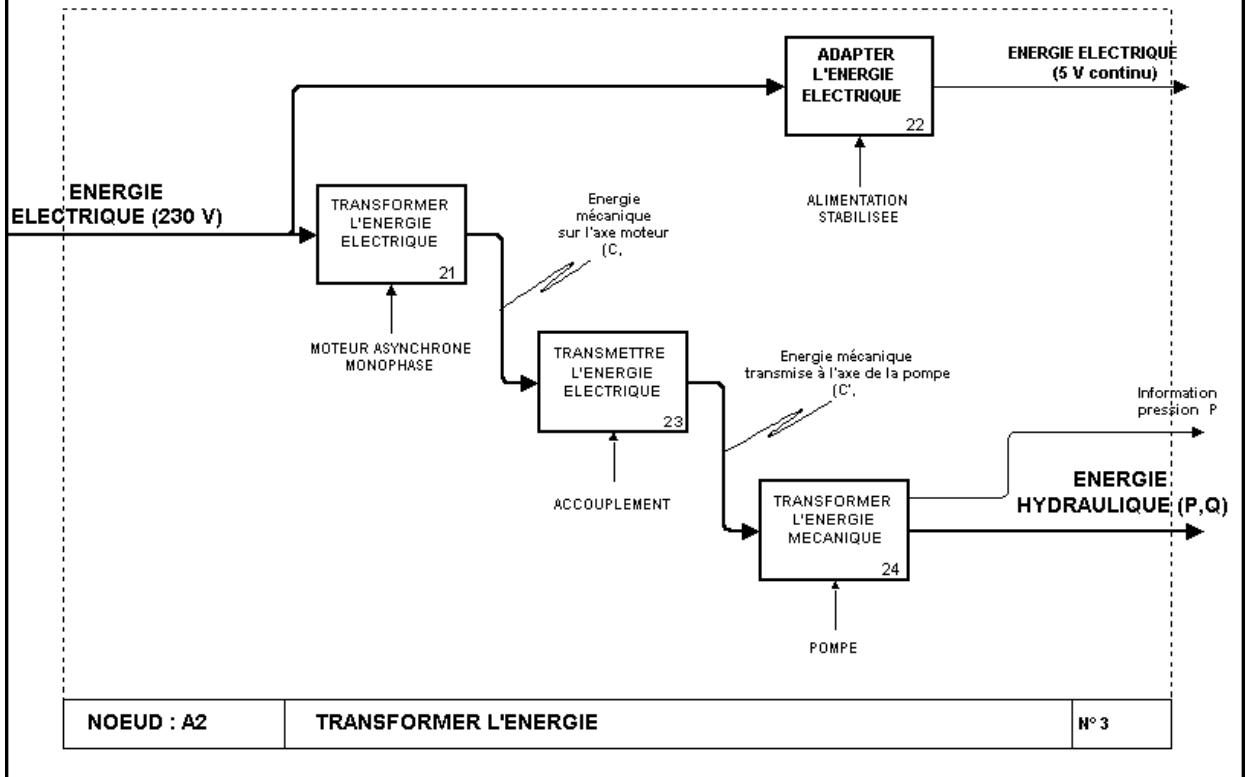 ADAPTER
L'ENERGIE
ELECTRIQUE
22
ENERGIE ELECTRIQUE
(5 V continu)
ALIMENTATION
STABILISEE
ENERGIE
ELECTRIQUE (230 V)
TRANSFORMER
L'ENERGIE
ELECTRIQUE
21
Energie
mécanique
sur l'axe moteur
(C,
MOTEUR ASYNCHRONE
MONOPHASE
TRANSMETTRE
L'ENERGIE
ELECTRIQUE
23
Energie mécanique
transmise à l'axe de la pompe
(C',
ACCOUPLEMENT
Information
pression P
TRANSFORMER
L'ENERGIE
MECANIQUE
24
ENERGIE
HYDRAULIQUE (P,Q)
POMPE
NOEUD : A2
TRANSFORMER L'ENERGIE
N° 3